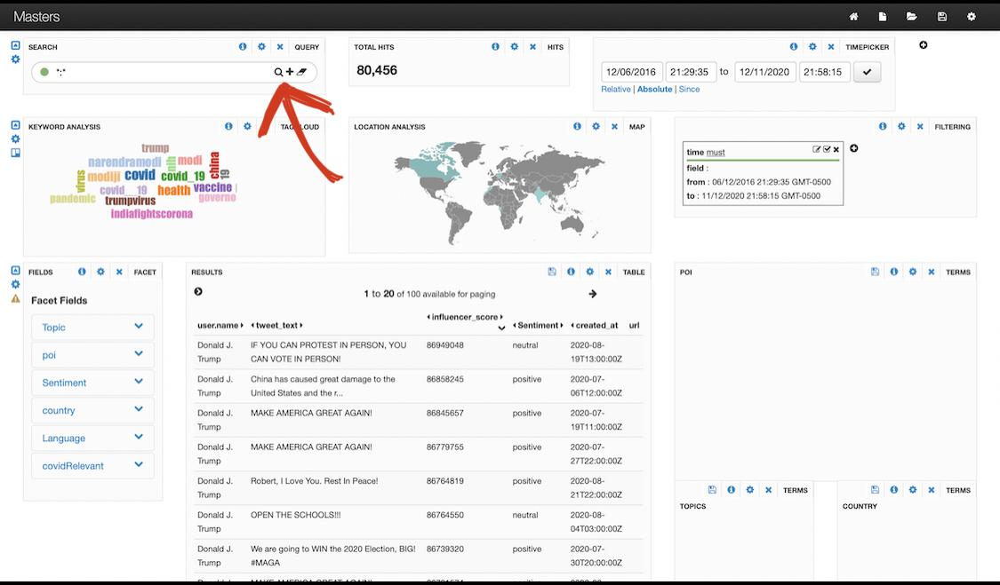 Masters
SEARCH QUERY
*:*
TOTAL HITS HITS
80,456
TIMEPICKER
12/06/2016 21:29:35 to 12/11/2020 21:58:15
Relative | Absolute | Since
KEYWORD ANALYSIS TAGCLOUD
trump
narendramodi nih modi china
virus modiji covid covid_19 19
covid__19 health vaccine
pandemic trumpvirus governo
indiafightscorona
LOCATION ANALYSIS MAP
FILTERING
time must
field :
from : 06/12/2016 21:29:35 GMT-0500
to : 11/12/2020 21:58:15 GMT-0500
FIELDS FACET
Facet Fields
Topic
poi
Sentiment
country
Language
covidRelevant
RESULTS TABLE
1 to 20 of 100 available for paging
user.name tweet_text influencer_score Sentiment created_at url
Donald J. IF YOU CAN PROTEST IN PERSON, YOU 86949048 neutral 2020-08-
Trump CAN VOTE IN PERSON! 19T13:00:00Z
Donald J. China has caused great damage to the 86858245 positive 2020-07-
Trump United States and the r... 06T12:00:00Z
Donald J. MAKE AMERICA GREAT AGAIN! 86845657 positive 2020-07-
Trump 19T11:00:00Z
Donald J. MAKE AMERICA GREAT AGAIN! 86779755 positive 2020-07-
Trump 27T22:00:00Z
Donald J. Robert, I Love You. Rest In Peace! 86764819 positive 2020-08-
Trump 21T22:00:00Z
Donald J. OPEN THE SCHOOLS!!! 86764550 neutral 2020-08-
Trump 04T03:00:00Z
Donald J. We are going to WIN the 2020 Election, BIG! 86739320 positive 2020-07-
Trump #MAGA 30T20:00:00Z
POI TERMS
TERMS
TOPICS
TERMS
COUNTRY